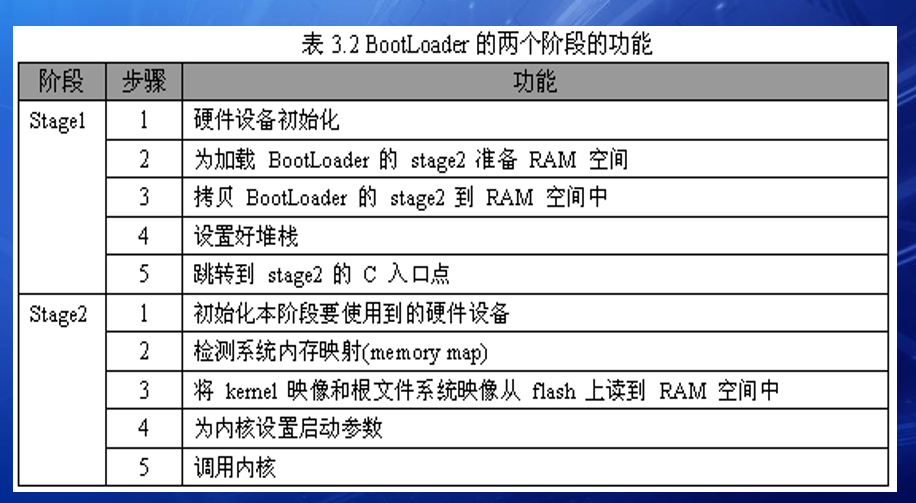 表 3.2 BootLoader 的两个阶段的功能
阶段 步骤 功能
Stage1 1 硬件设备初始化
2 为加载 BootLoader 的 stage2 准备 RAM 空间
3 拷贝 BootLoader 的 stage2 到 RAM 空间中
4 设置好堆栈
5 跳转到 stage2 的 C 入口点
Stage2 1 初始化本阶段要使用到的硬件设备
2 检测系统内存映射(memory map)
3 将 kernel 映像和根文件系统映像从 flash 上读到 RAM 空间中
4 为内核设置启动参数
5 调用内核